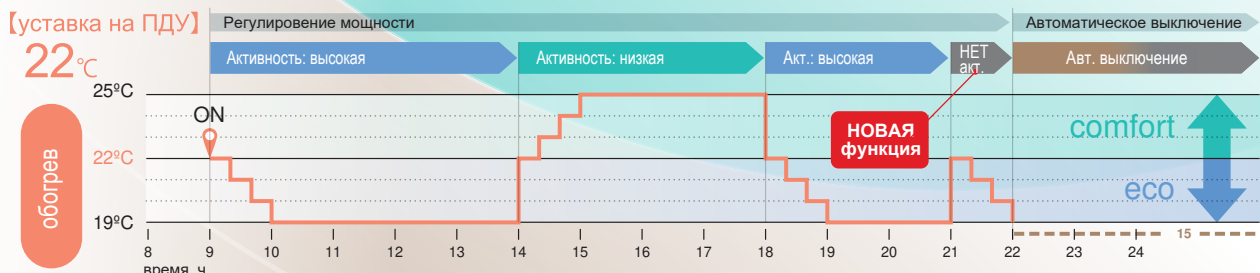 【уставка на ПДУ】
22°C
Регулировение мощности
Автоматическое выключение
Активность: высокая
Активность: низкая
Акт.: высокая
НЕТ
акт.
Авт. выключение
обогрев
25ºC
22ºC
19ºC
ON
НОВАЯ
функция
comfort
eco
15
8 9 10 11 12 13 14 15 16 17 18 19 20 21 22 23 24
время, ч